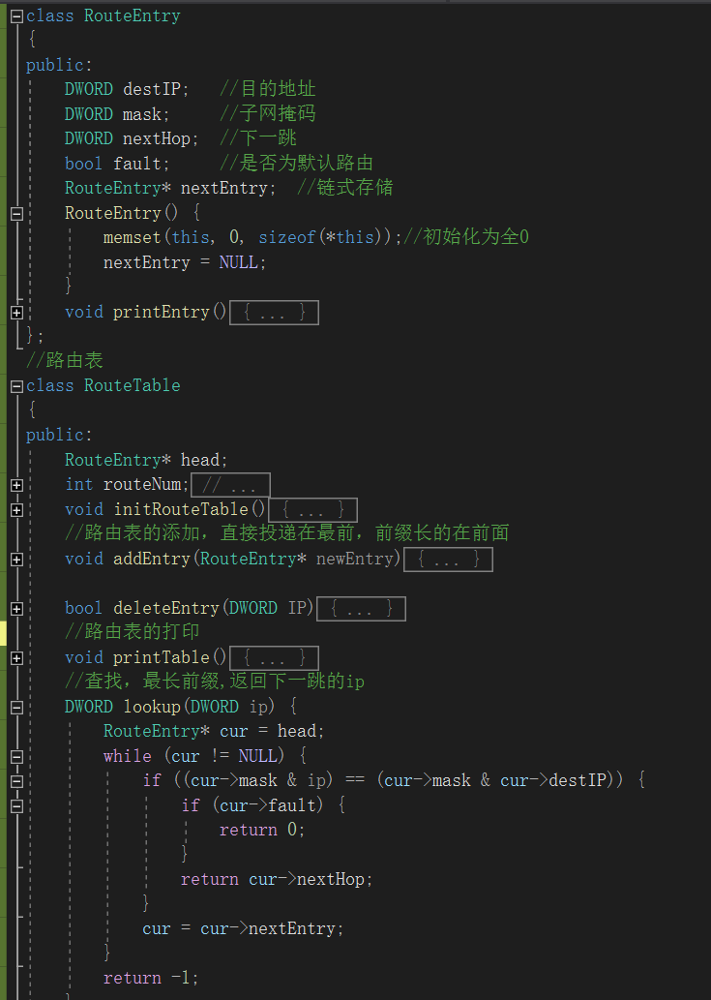 class RouteEntry
{
public:
    DWORD destIP;   //目的地址
    DWORD mask;     //子网掩码
    DWORD nextHop;  //下一跳
    bool fault;     //是否为默认路由
    RouteEntry* nextEntry;  //链式存储
    RouteEntry() {
        memset(this, 0, sizeof(*this));//初始化为全0
        nextEntry = NULL;
    }
    void printEntry(){ ... }
};
//路由表
class RouteTable
{
public:
    RouteEntry* head;
    int routeNum;// ...
    void initRouteTable(){ ... }
    //路由表的添加，直接投递在最前，前缀长的在前面
    void addEntry(RouteEntry* newEntry){ ... }
    bool deleteEntry(DWORD IP){ ... }
    //路由表的打印
    void printTable(){ ... }
    //查找，最长前缀,返回下一跳的ip
    DWORD lookup(DWORD ip) {
        RouteEntry* cur = head;
        while (cur != NULL) {
            if ((cur->mask & ip) == (cur->mask & cur->destIP)) {
                if (cur->fault) {
                    return 0;
                }
                return cur->nextHop;
            }
            cur = cur->nextEntry;
        }
        return -1;